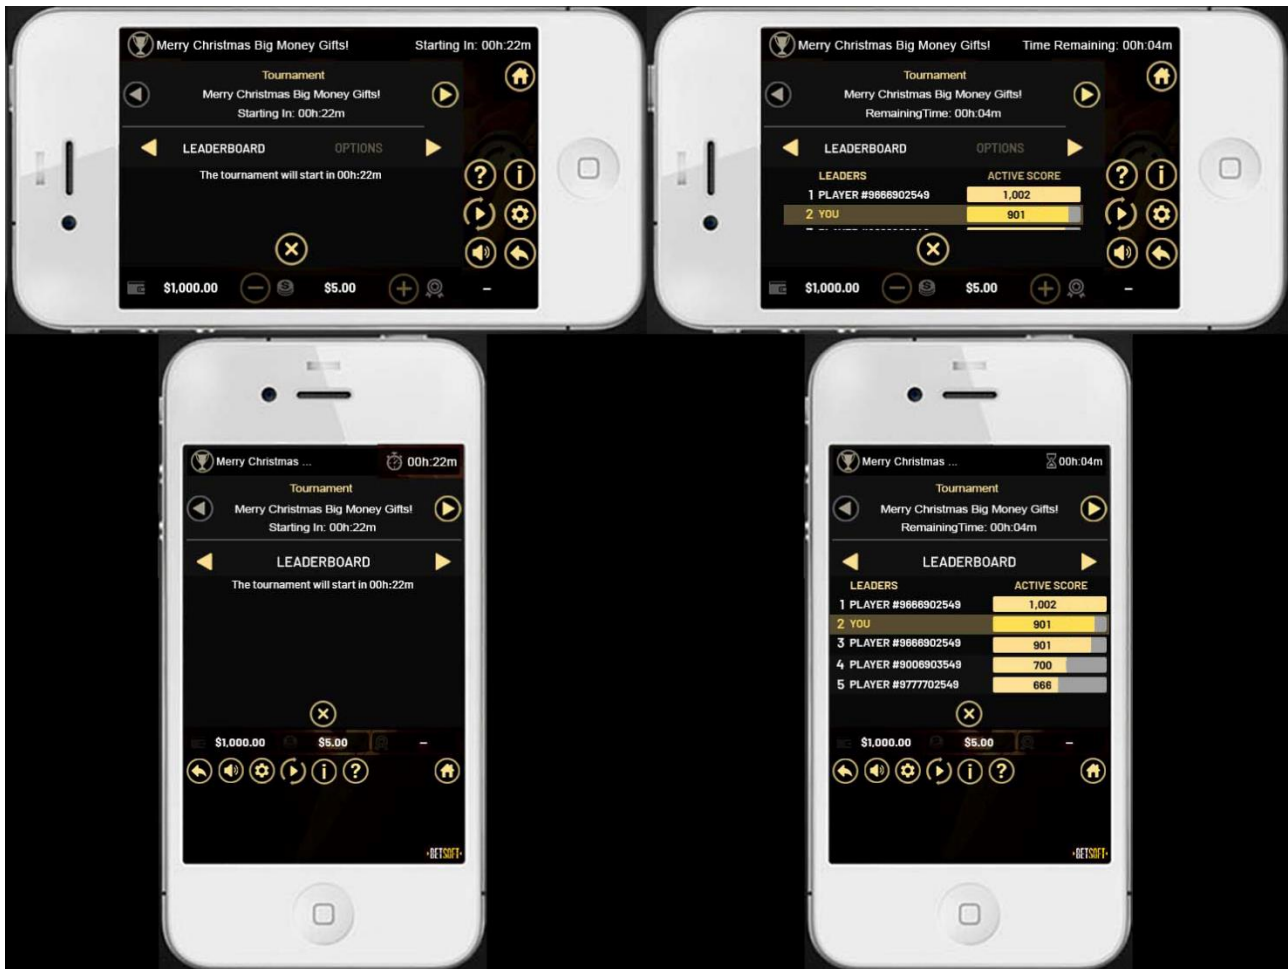 Merry Christmas Big Money Gifts! Starting In: 00h:22m
Tournament
Merry Christmas Big Money Gifts!
Starting In: 00h:22m
LEADERBOARD OPTIONS
The tournament will start in 00h:22m
? i
$1,000.00 $5.00 –
Merry Christmas Big Money Gifts! Time Remaining: 00h:04m
Tournament
Merry Christmas Big Money Gifts!
RemainingTime: 00h:04m
LEADERBOARD OPTIONS
LEADERS ACTIVE SCORE
1 PLAYER #9666902549 1,002
2 YOU 901
? i
$1,000.00 $5.00 –
Merry Christmas ... 00h:22m
Tournament
Merry Christmas Big Money Gifts!
Starting In: 00h:22m
LEADERBOARD
The tournament will start in 00h:22m
$1,000.00 $5.00 –
i ?
·BETSOFT·
Merry Christmas ... 00h:04m
Tournament
Merry Christmas Big Money Gifts!
RemainingTime: 00h:04m
LEADERBOARD
LEADERS ACTIVE SCORE
1 PLAYER #9666902549 1,002
2 YOU 901
3 PLAYER #9666902549 901
4 PLAYER #9006903549 700
5 PLAYER #9777702549 666
$1,000.00 $5.00 –
i ?
·BETSOFT·